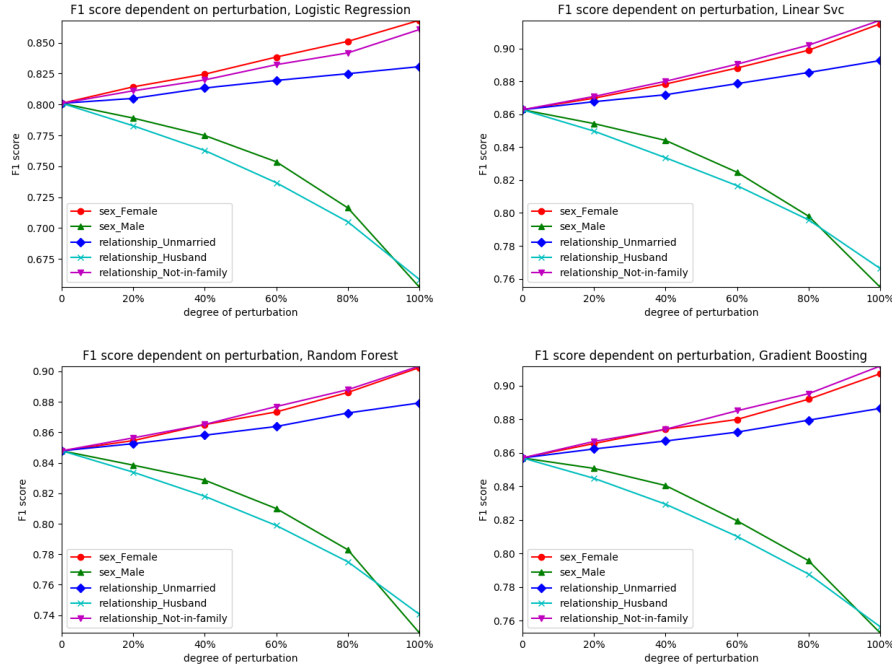 F1 score dependent on perturbation, Logistic Regression
F1 score
0.850
0.825
0.800
0.775
0.750
0.725
0.700
0.675
sex_Female
sex_Male
relationship_Unmarried
relationship_Husband
relationship_Not-in-family
0 20% 40% 60% 80% 100%
degree of perturbation
F1 score dependent on perturbation, Linear Svc
F1 score
0.90
0.88
0.86
0.84
0.82
0.80
0.78
0.76
sex_Female
sex_Male
relationship_Unmarried
relationship_Husband
relationship_Not-in-family
0 20% 40% 60% 80% 100%
degree of perturbation
F1 score dependent on perturbation, Random Forest
F1 score
0.90
0.88
0.86
0.84
0.82
0.80
0.78
0.76
0.74
sex_Female
sex_Male
relationship_Unmarried
relationship_Husband
relationship_Not-in-family
0 20% 40% 60% 80% 100%
degree of perturbation
F1 score dependent on perturbation, Gradient Boosting
F1 score
0.90
0.88
0.86
0.84
0.82
0.80
0.78
0.76
sex_Female
sex_Male
relationship_Unmarried
relationship_Husband
relationship_Not-in-family
0 20% 40% 60% 80% 100%
degree of perturbation